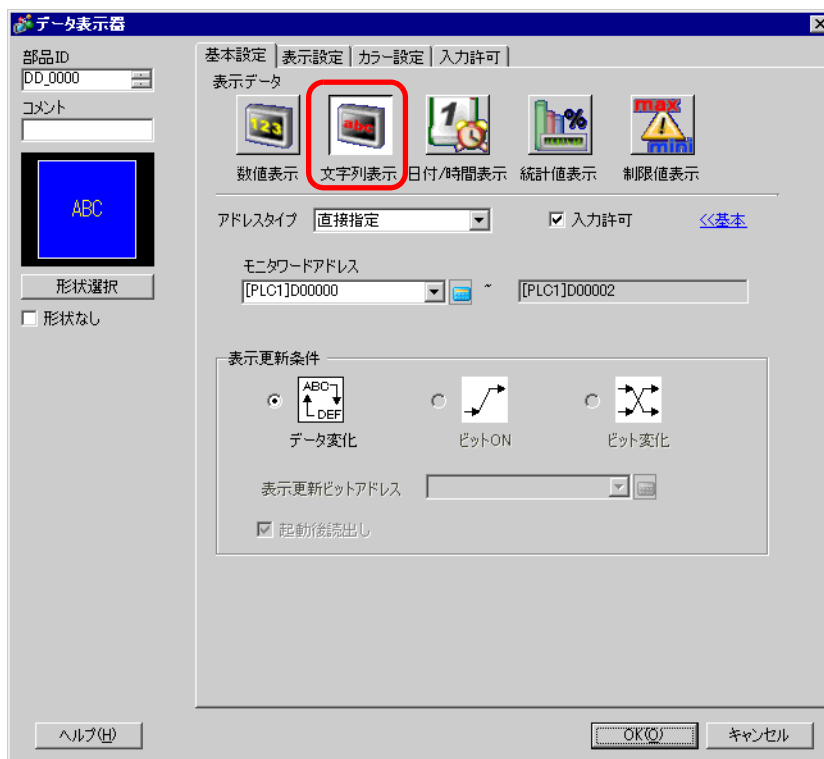 データ表示器
部品ID
DD_0000
コメント
ABC
形状選択
形状なし
基本設定 表示設定 カラー設定 入力許可
表示データ
123 abc 1 % max mini
数値表示 文字列表示 日付/時間表示 統計値表示 制限値表示
アドレスタイプ 直接指定 入力許可 <<基本
モニタワードアドレス
[PLC1]D00000 ~ [PLC1]D00002
表示更新条件
ABC
DEF
データ変化 ビットON ビット変化
表示更新ビットアドレス
起動後読出し
ヘルプ(H) OK(O) キャンセル